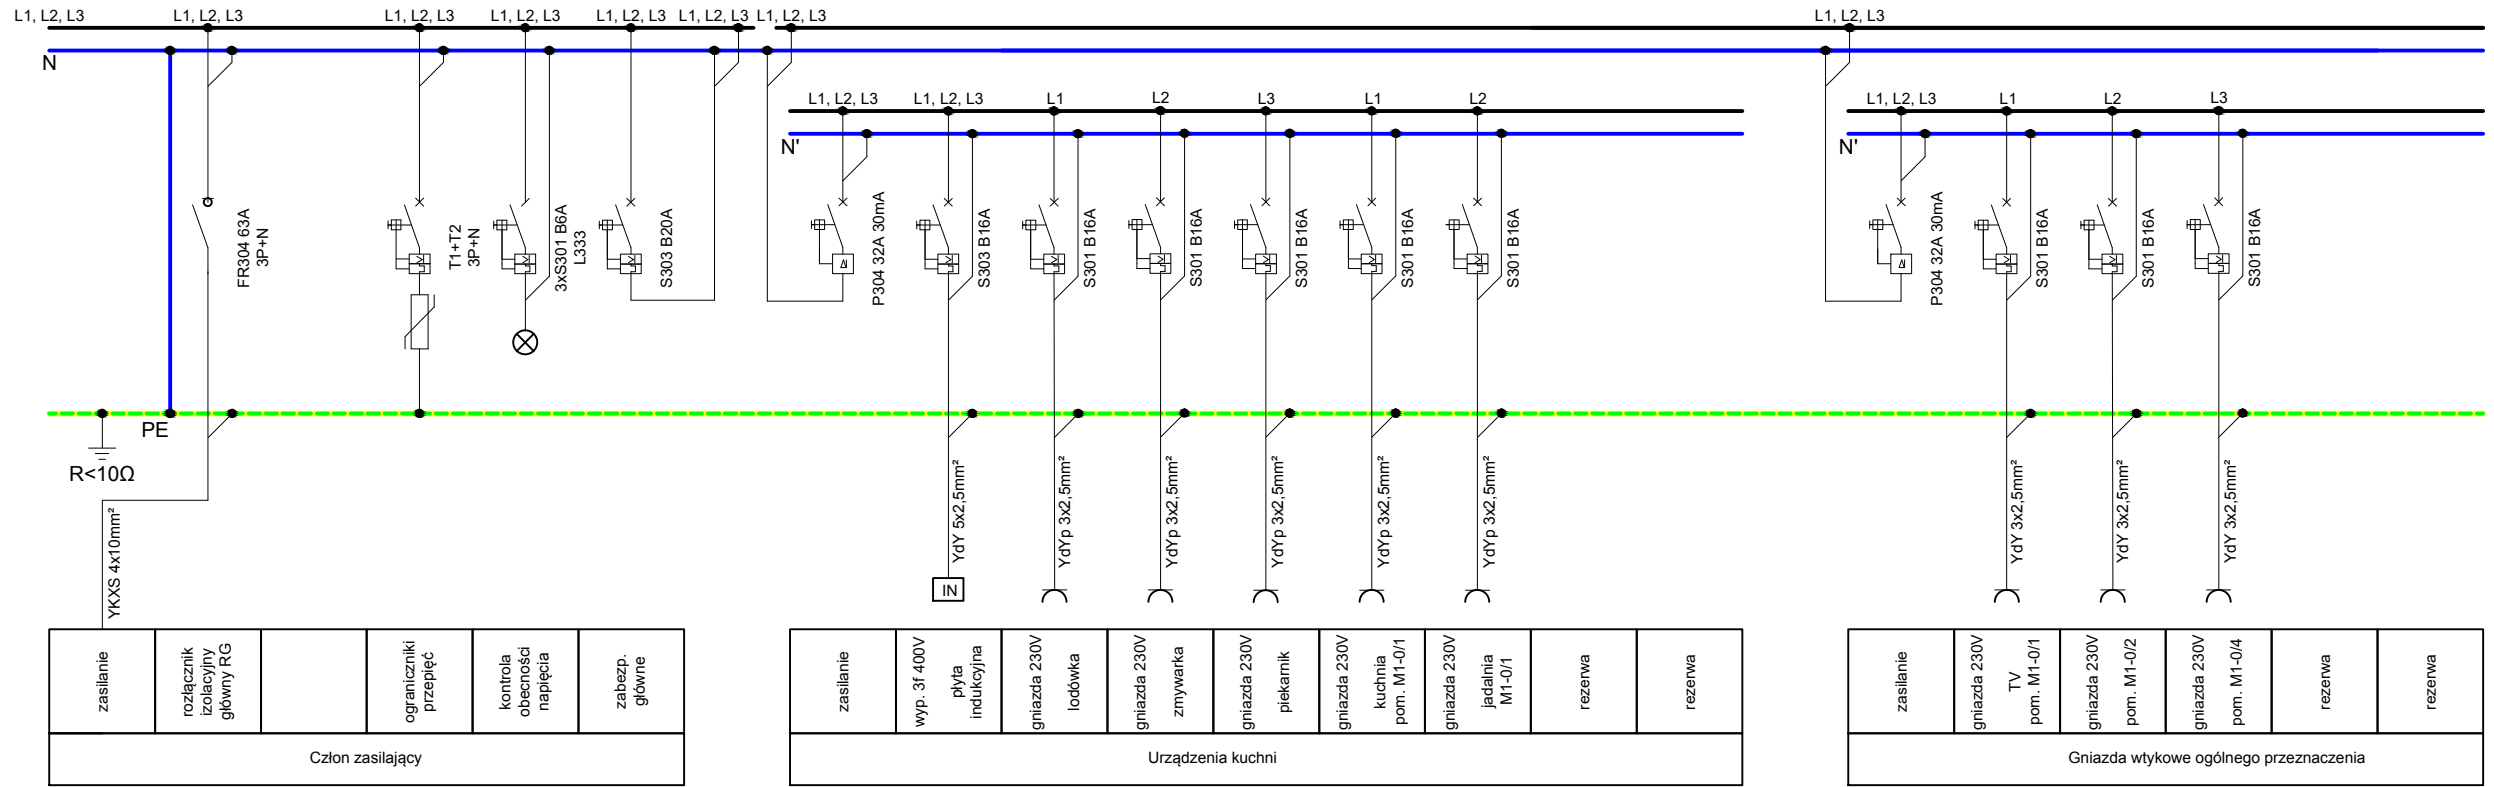 L1, L2, L3
L1, L2, L3
L1, L2, L3
L1, L2, L3
L1, L2, L3
L1, L2, L3
L1, L2, L3
L1, L2, L3
N
L1, L2, L3
L1, L2, L3
L1
L2
L3
L1
L2
L1, L2, L3
L1
L2
L3
N'
N'
FR304 63A
3P+N
T1+T2
3P+N
3xS301 B6A
L333
S303 B20A
P304 32A 30mA
S303 B16A
S301 B16A
S301 B16A
S301 B16A
S301 B16A
S301 B16A
P304 32A 30mA
S301 B16A
S301 B16A
S301 B16A
PE
R<10Ω
YKXS 4x10mm²
YdY 5x2,5mm²
YdYp 3x2,5mm²
YdYp 3x2,5mm²
YdYp 3x2,5mm²
YdYp 3x2,5mm²
YdYp 3x2,5mm²
YdY 3x2,5mm²
YdY 3x2,5mm²
YdY 3x2,5mm²
IN
zasilanie
rozłącznik
izolacyjny
główny RG
ograniczniki
przepięć
kontrola
obecności
napięcia
zabezp.
główne
Człon zasilający
zasilanie
wyp. 3f 400V
płyta
indukcyjna
gniazda 230V
lodówka
gniazda 230V
zmywarka
gniazda 230V
piekarnik
gniazda 230V
kuchnia
pom. M1-0/1
gniazda 230V
jadalnia
M1-0/1
rezerwa
rezerwa
Urządzenia kuchni
zasilanie
gniazda 230V
TV
pom. M1-0/1
gniazda 230V
pom. M1-0/2
gniazda 230V
pom. M1-0/4
rezerwa
rezerwa
Gniazda wtykowe ogólnego przeznaczenia